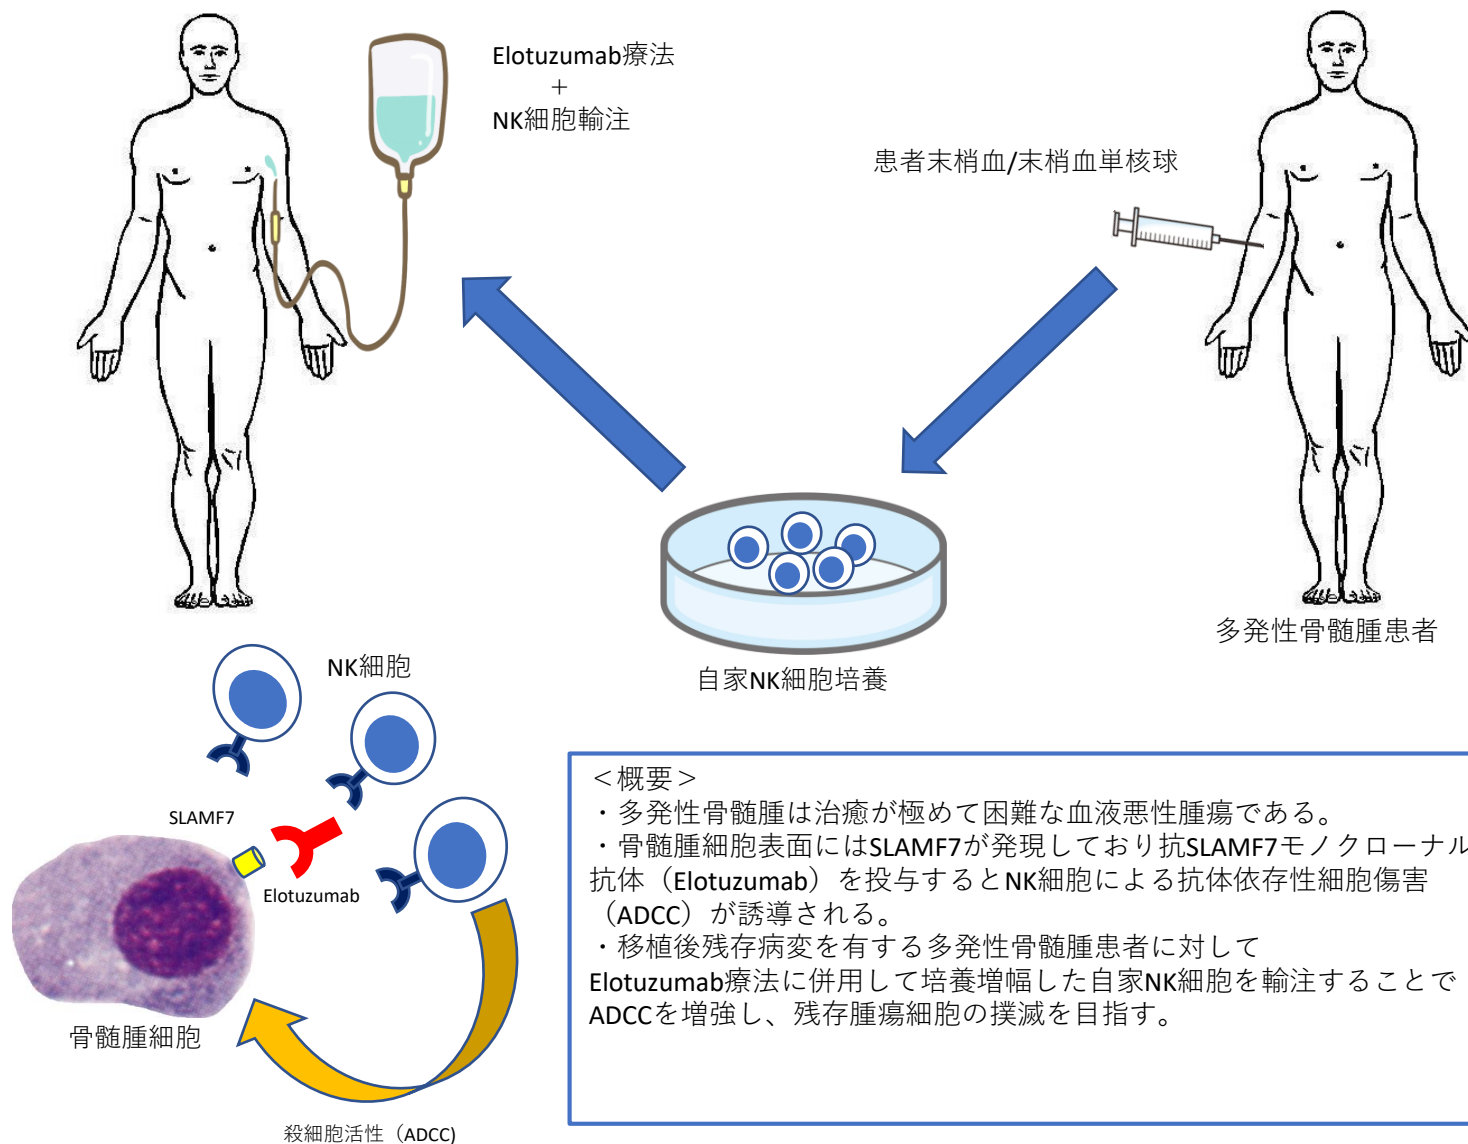 Elotuzumab療法
+
NK細胞輸注
患者末梢血/末梢血単核球
多発性骨髄腫患者
自家NK細胞培養
NK細胞
SLAMF7
Elotuzumab
骨髄腫細胞
殺細胞活性（ADCC)
＜概要＞
・多発性骨髄腫は治癒が極めて困難な血液悪性腫瘍である。
・骨髄腫細胞表面にはSLAMF7が発現しており抗SLAMF7モノクローナル
抗体（Elotuzumab）を投与するとNK細胞による抗体依存性細胞傷害
（ADCC）が誘導される。
・移植後残存病変を有する多発性骨髄腫患者に対して
Elotuzumab療法に併用して培養増幅した自家NK細胞を輸注することで
ADCCを増強し、残存腫瘍細胞の撲滅を目指す。